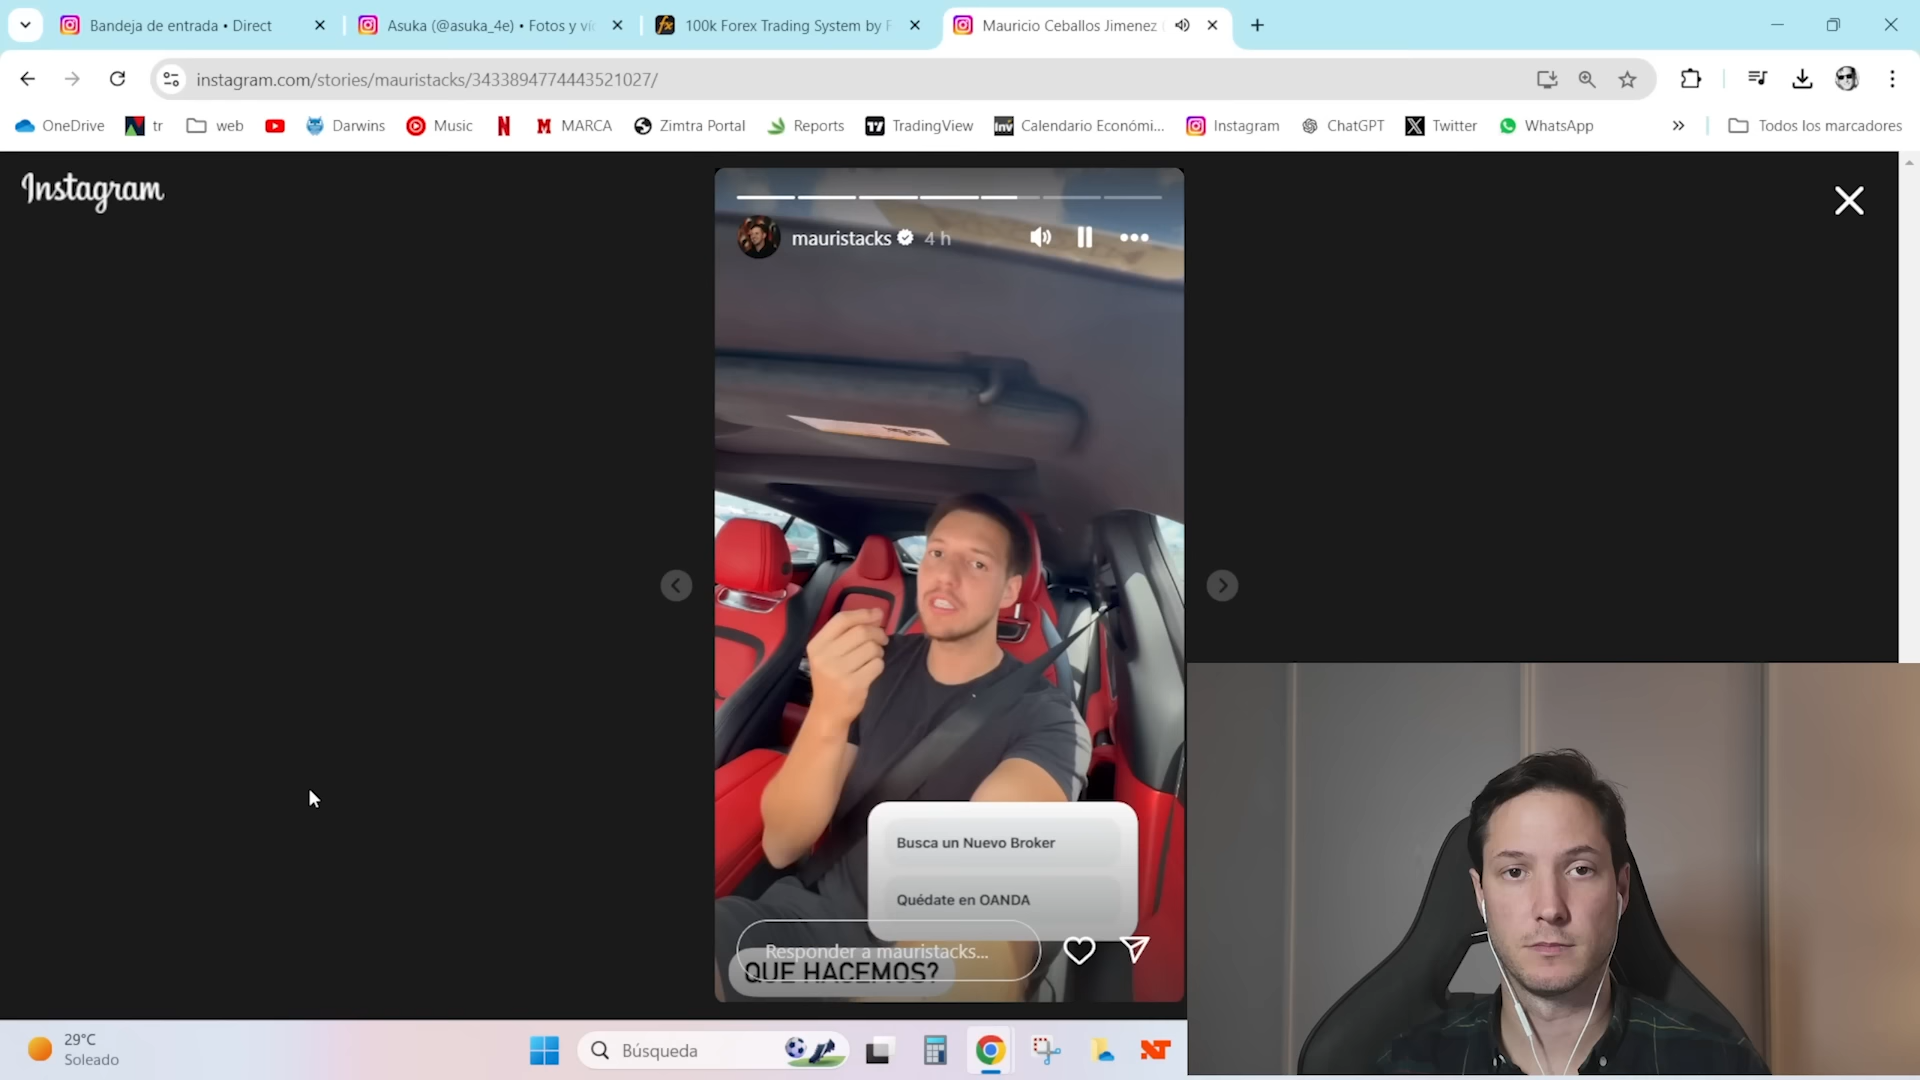 Bandeja de entrada • Direct
Asuka (@asuka_4e) • Fotos y ví
100k Forex Trading System by F
Mauricio Ceballos Jimenez
instagram.com/stories/mauristacks/3433894774443521027/
OneDrive
tr
web
Darwins
Music
MARCA
Zimtra Portal
Reports
TradingView
Calendario Económi...
Instagram
ChatGPT
Twitter
WhatsApp
Todos los marcadores
Instagram
mauristacks 4 h
Busca un Nuevo Broker
Quédate en OANDA
Responder a mauristacks...
QUE HACEMOS?
29°C
Soleado
Búsqueda